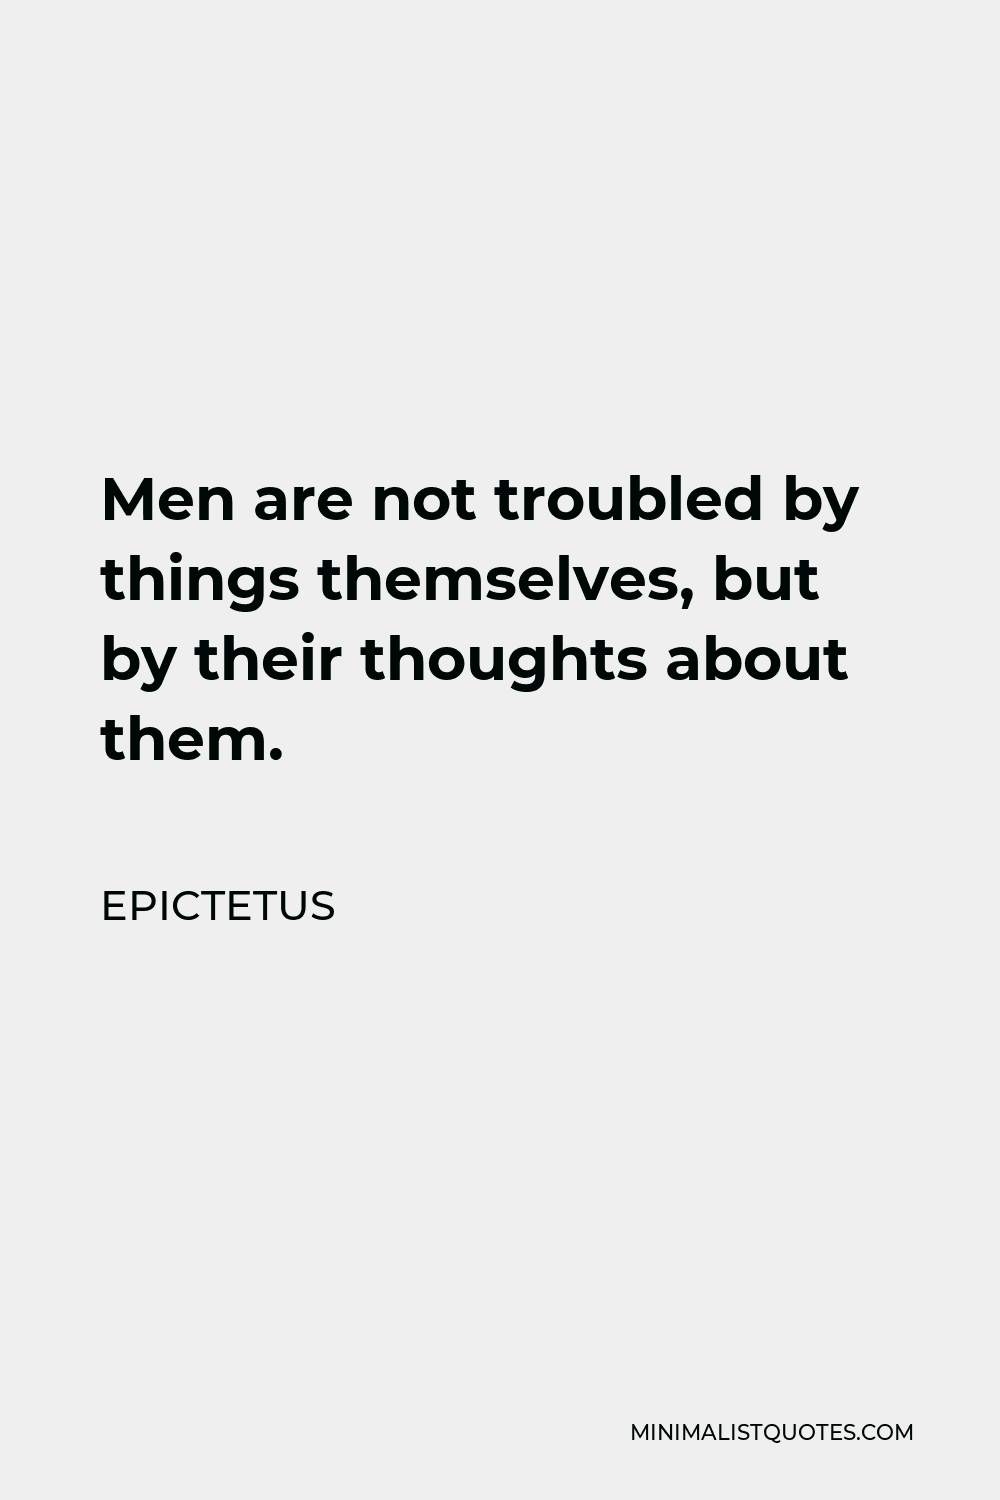 Men are not troubled by
things themselves, but
by their thoughts about
them.
EPICTETUS
MINIMALISTQUOTES.COM